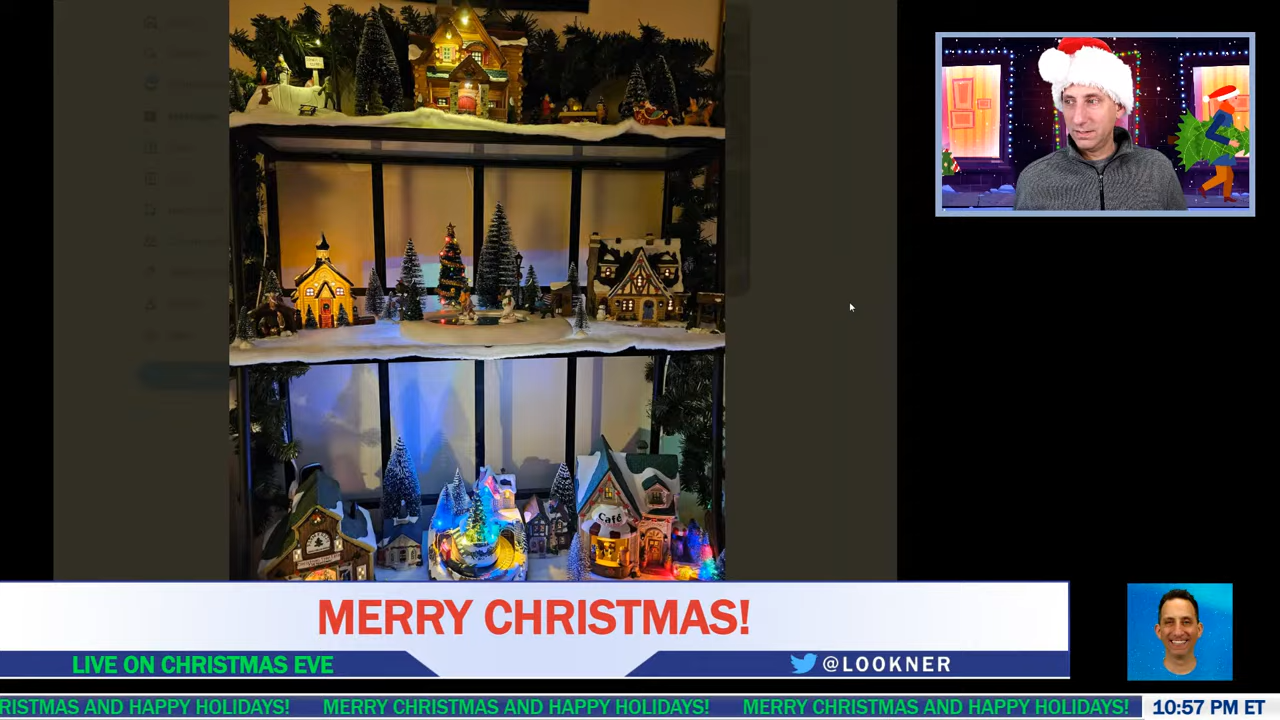 Café
MERRY CHRISTMAS!
LIVE ON CHRISTMAS EVE
@LOOKNER
RISTMAS AND HAPPY HOLIDAYS! MERRY CHRISTMAS AND HAPPY HOLIDAYS! MERRY CHRISTMAS AND HAPPY HOLIDAYS!
10:57 PM ET